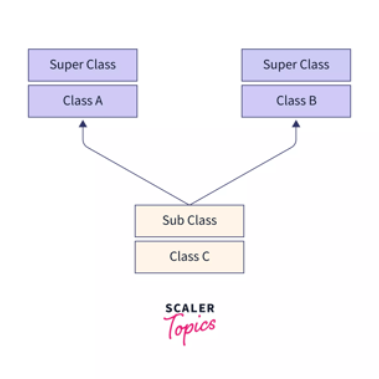 Super Class
Class A
Super Class
Class B
Sub Class
Class C
SCALER
Topics